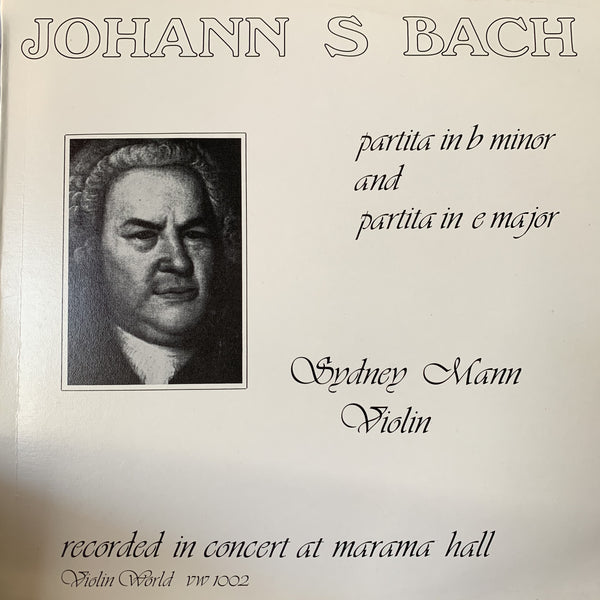 JOHANN S BACH
partita in b minor
and
partita in e major
Sydney Mann
Violin
recorded in concert at marama hall
Violin World vw 1002